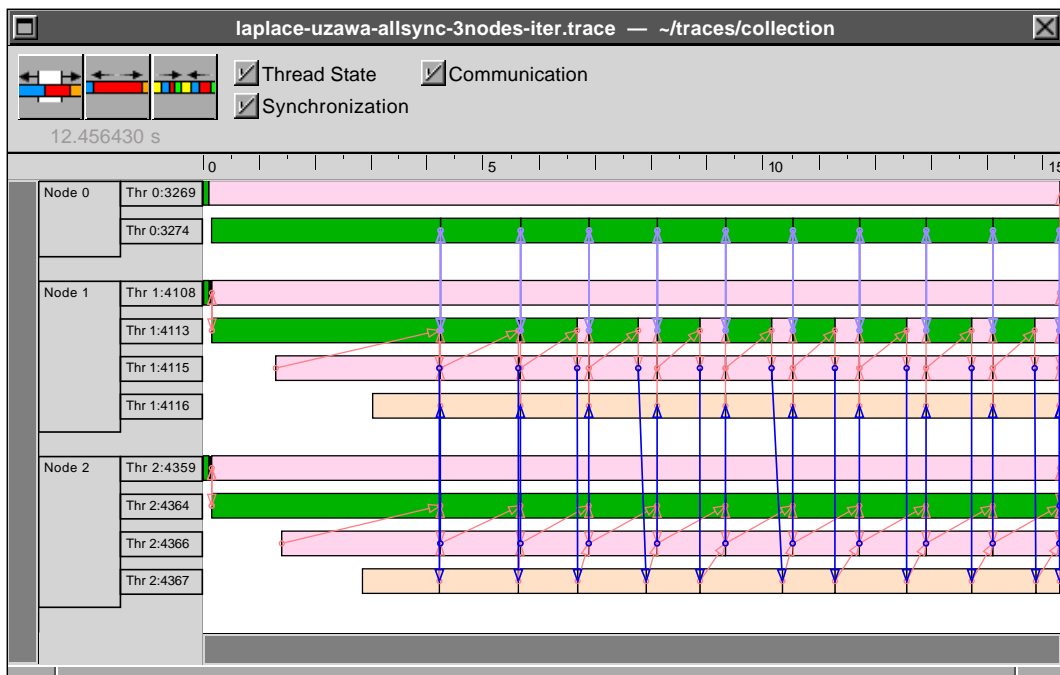 laplace-uzawa-allsync-3nodes-iter.trace — ~/traces/collection
Thread State Communication
Synchronization
12.456430 s
0 5 10 15
Node 0 Thr 0:3269
Thr 0:3274
Node 1 Thr 1:4108
Thr 1:4113
Thr 1:4115
Thr 1:4116
Node 2 Thr 2:4359
Thr 2:4364
Thr 2:4366
Thr 2:4367